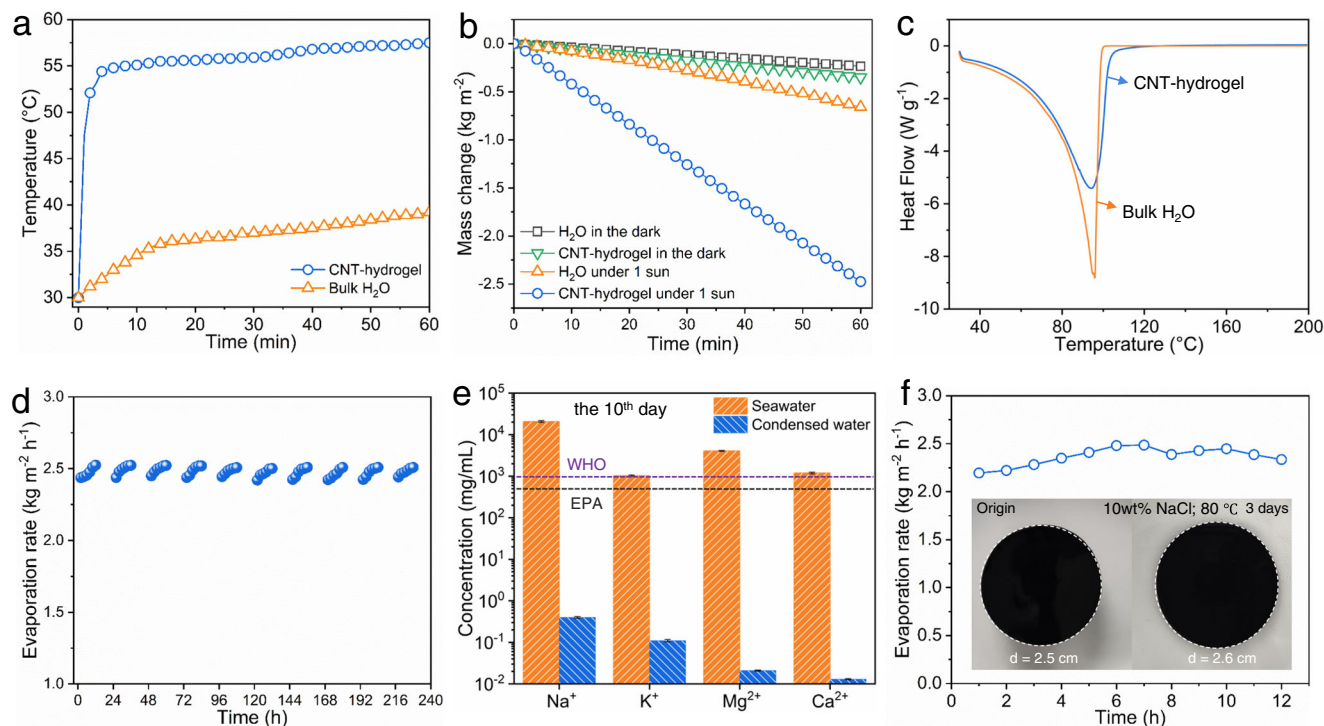 a
60
55
50
45
40
35
30
Temperature (°C)
CNT-hydrogel
Bulk H₂O
0 10 20 30 40 50 60
Time (min)
b
0.0
-0.5
-1.0
-1.5
-2.0
-2.5
Mass change (kg m⁻²)
H₂O in the dark
CNT-hydrogel in the dark
H₂O under 1 sun
CNT-hydrogel under 1 sun
0 10 20 30 40 50 60
Time (min)
c
0
-2
-4
-6
-8
-10
Heat Flow (W g⁻¹)
CNT-hydrogel
Bulk H₂O
40 80 120 160 200
Temperature (°C)
d
3.0
2.5
2.0
1.5
1.0
Evaporation rate (kg m⁻² h⁻¹)
0 24 48 72 96 120 144 168 192 216 240
Time (h)
e
10⁵
10⁴
10³
10²
10¹
10⁰
10⁻¹
10⁻²
Concentration (mg/mL)
the 10ᵗʰ day
Seawater
Condensed water
WHO
EPA
Na⁺ K⁺ Mg²⁺ Ca²⁺
f
3.0
2.5
2.0
1.5
1.0
0.5
0.0
Evaporation rate (kg m⁻² h⁻¹)
Origin
10wt% NaCl; 80 ℃ 3 days
d = 2.5 cm
d = 2.6 cm
0 2 4 6 8 10 12
Time (h)